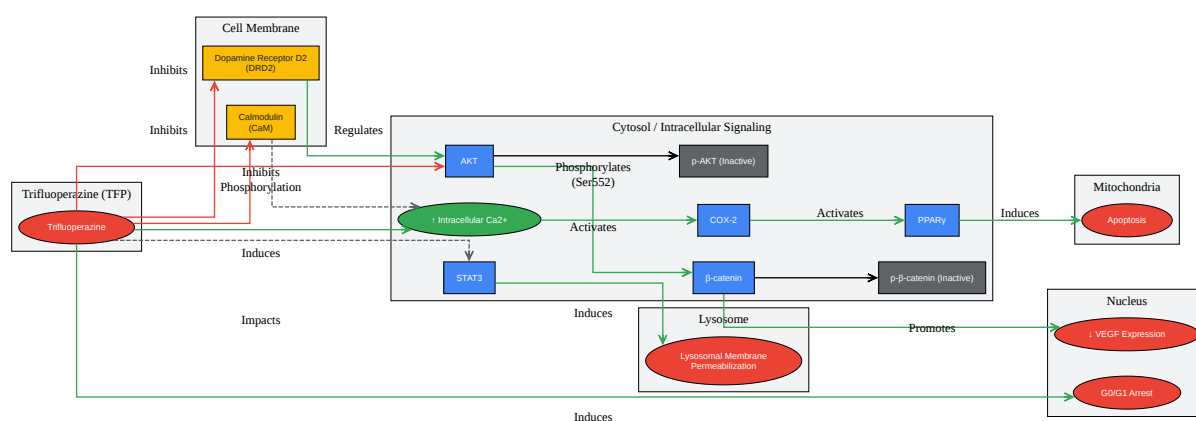 Cell Membrane
Dopamine Receptor D2
(DRD2)
Inhibits
Calmodulin
(CaM)
Inhibits
Regulates
Cytosol / Intracellular Signaling
AKT
p-AKT (Inactive)
Phosphorylates
(Ser552)
Inhibits
Phosphorylation
Trifluoperazine (TFP)
Trifluoperazine
↑ Intracellular Ca2+
Activates
COX-2
Activates
PPARγ
Induces
Mitochondria
Apoptosis
Induces
STAT3
β-catenin
p-β-catenin (Inactive)
Impacts
Induces
Lysosome
Lysosomal Membrane
Permeabilization
Promotes
Nucleus
↓ VEGF Expression
G0/G1 Arrest
Induces